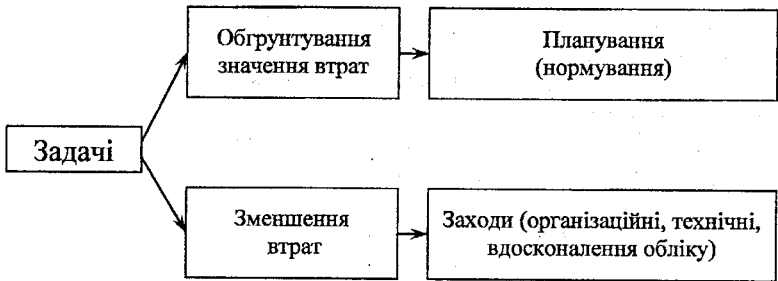 Обгрунтування
значення втрат
Планування
(нормування)
Задачі
Зменшення
втрат
Заходи (організаційні, технічні,
вдосконалення обліку)